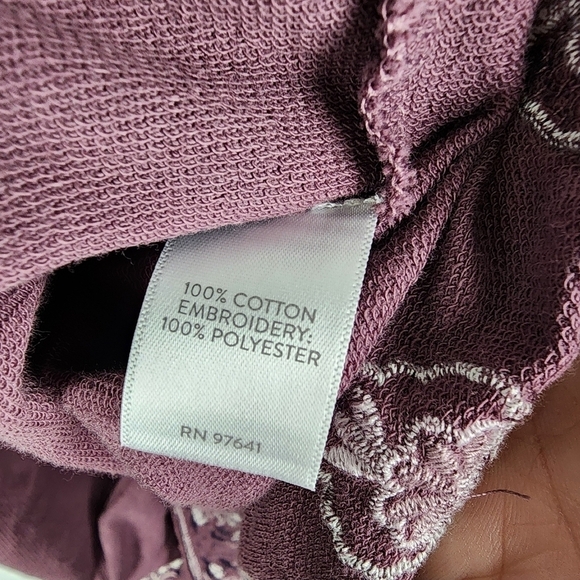 100% COTTON
EMBROIDERY:
100% POLYESTER
RN 97641